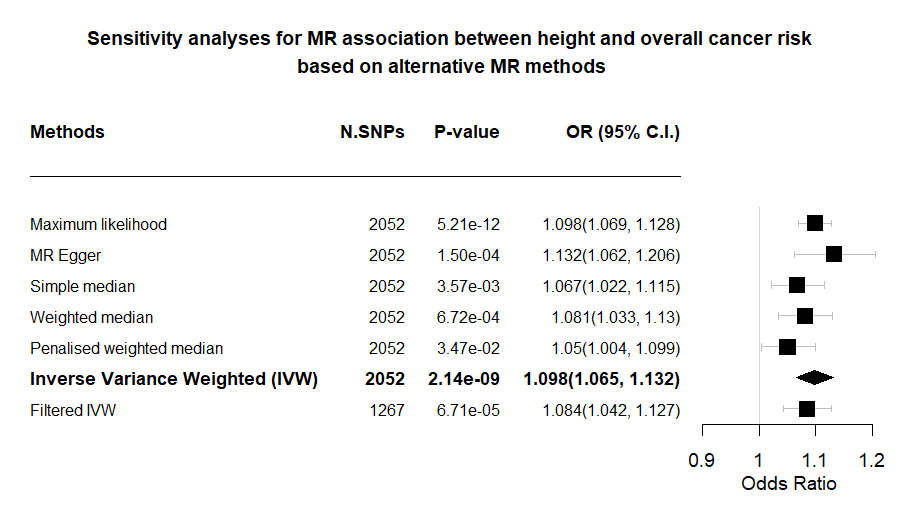 Sensitivity analyses for MR association between height and overall cancer risk
based on alternative MR methods
Methods N.SNPs P-value OR (95% C.I.)
Maximum likelihood 2052 5.21e-12 1.098(1.069, 1.128)
MR Egger 2052 1.50e-04 1.132(1.062, 1.206)
Simple median 2052 3.57e-03 1.067(1.022, 1.115)
Weighted median 2052 6.72e-04 1.081(1.033, 1.13)
Penalised weighted median 2052 3.47e-02 1.05(1.004, 1.099)
Inverse Variance Weighted (IVW) 2052 2.14e-09 1.098(1.065, 1.132)
Filtered IVW 1267 6.71e-05 1.084(1.042, 1.127)
0.9 1 1.1 1.2
Odds Ratio